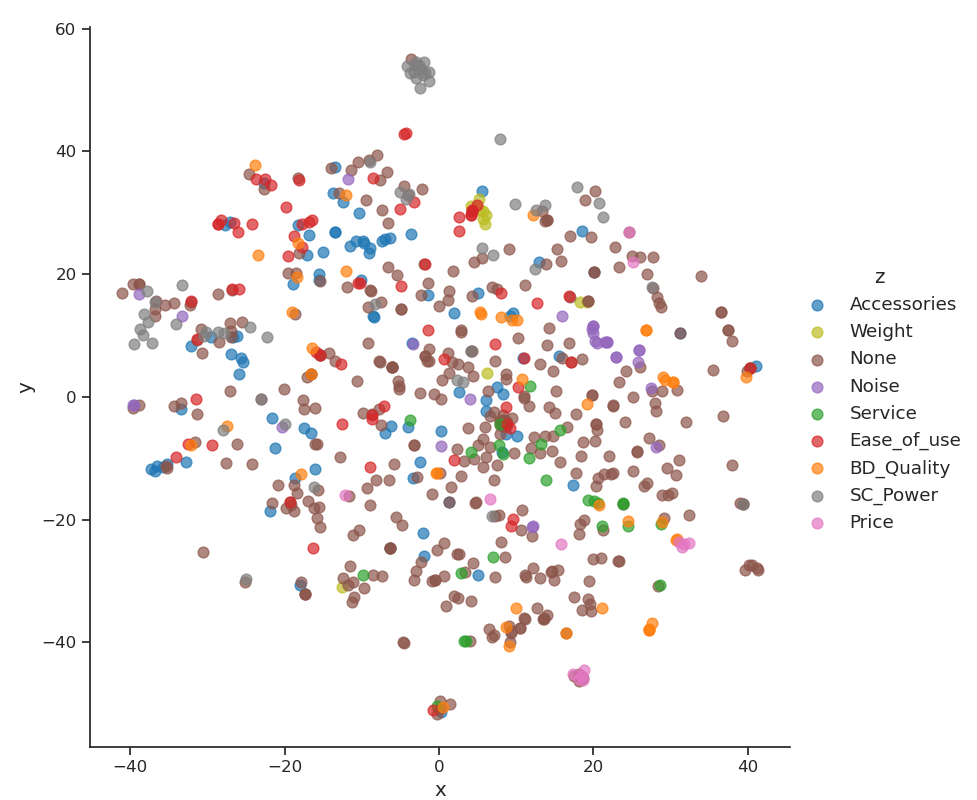 60
40
20
0
−20
−40
y
−40
−20
0
20
40
x
z
Accessories
Weight
None
Noise
Service
Ease_of_use
BD_Quality
SC_Power
Price